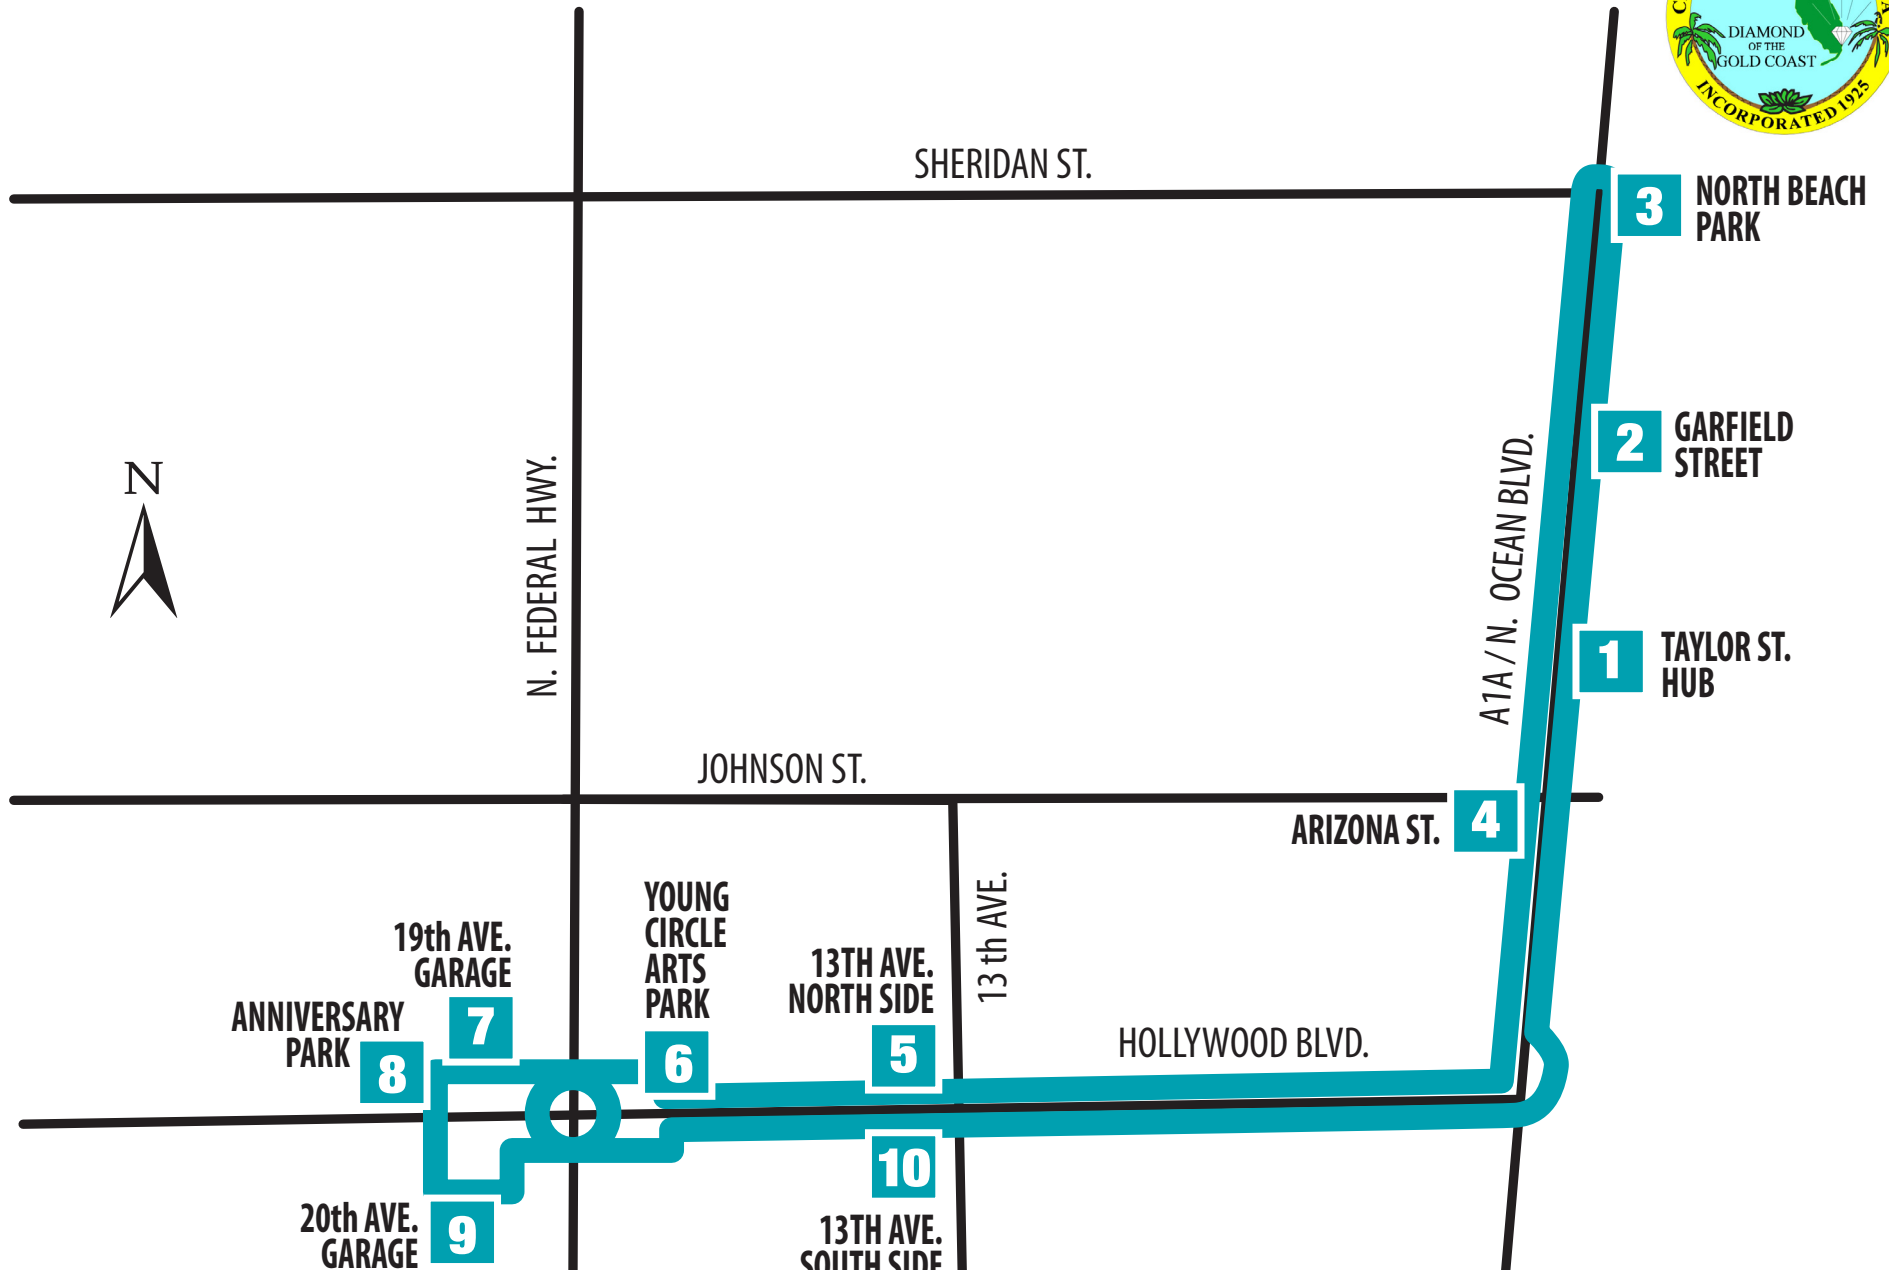 DIAMOND
OF THE
GOLD COAST
INCORPORATED 1925
SHERIDAN ST.
3
NORTH BEACH
PARK
N
N. FEDERAL HWY.
A1A / N. OCEAN BLVD.
2
GARFIELD
STREET
1
TAYLOR ST.
HUB
JOHNSON ST.
ARIZONA ST.
4
YOUNG
CIRCLE
ARTS
PARK
6
19th AVE.
GARAGE
7
13TH AVE.
NORTH SIDE
5
13 th AVE.
ANNIVERSARY
PARK
8
HOLLYWOOD BLVD.
10
13TH AVE.
SOUTH SIDE
20th AVE.
GARAGE
9